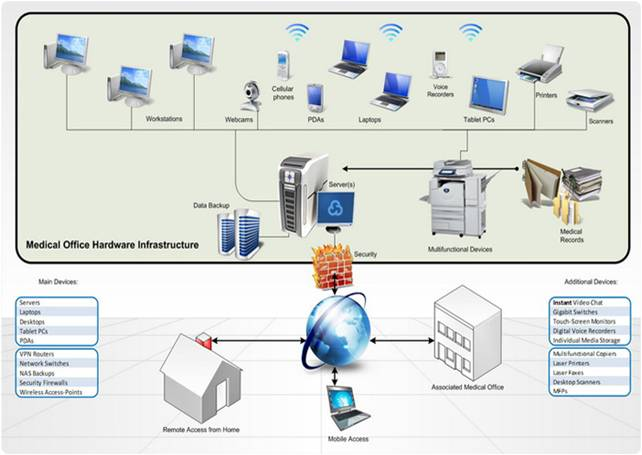 Cellular
phones
Voice
Recorders
Printers
Workstations
Webcams
PDAs
Laptops
Tablet PCs
Scanners
Server(s)
Data Backup
Medical
Records
Medical Office Hardware Infrastructure
Multifunctional Devices
Security
Main Devices:
Servers
Laptops
Desktops
Tablet PCs
PDAs
VPN Routers
Network Switches
NAS Backups
Security Firewalls
Wireless Access-Points
Additional Devices:
Instant Video Chat
Gigabit Switches
Touch-Screen Monitors
Digital Voice Recorders
Individual Media Storage
Multifunctional Copiers
Laser Printers
Laser Faxes
Desktop Scanners
MFPs
Associated Medical Office
Remote Access from Home
Mobile Access